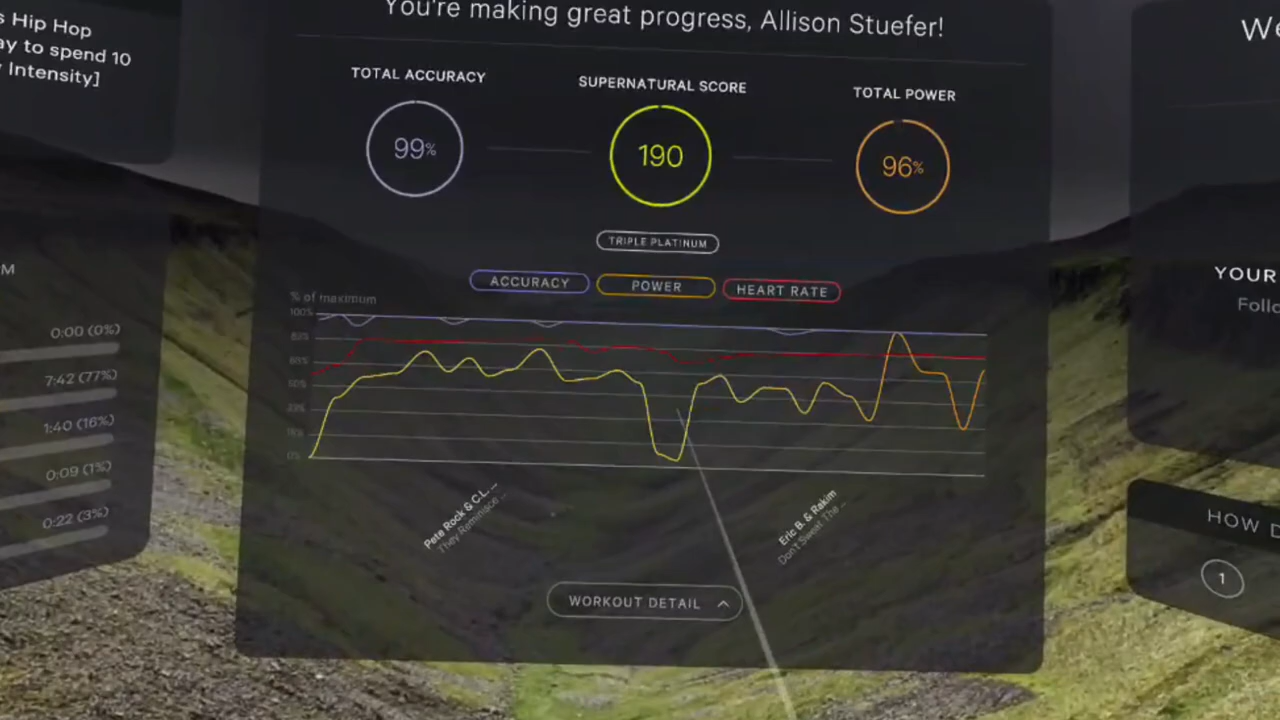 s Hip Hop
ay to spend 10
Intensity]
M
0:00 (0%)
7:42 (77%)
1:40 (16%)
0:09 (1%)
0:22 (3%)
You're making great progress, Allison Stuefer!
TOTAL ACCURACY
SUPERNATURAL SCORE
TOTAL POWER
99%
190
96%
TRIPLE PLATINUM
ACCURACY
POWER
HEART RATE
% of maximum
100%
50%
0%
Pete Rock & C.L. ...
They Reminisce ...
Eric B. & Rakim
Don't Sweat The ...
WORKOUT DETAIL
We
YOUR
Follo
HOW D
1